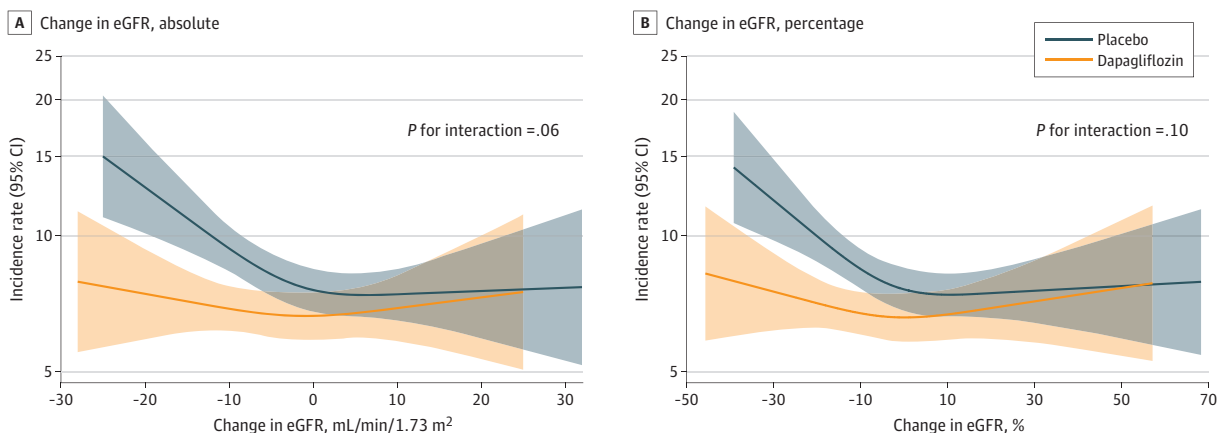 A Change in eGFR, absolute
25
20
15
10
5
Incidence rate (95% CI)
P for interaction =.06
-30 -20 -10 0 10 20 30
Change in eGFR, mL/min/1.73 m²
B Change in eGFR, percentage
Placebo
Dapagliflozin
25
20
15
10
5
Incidence rate (95% CI)
P for interaction =.10
-50 -30 -10 10 30 50 70
Change in eGFR, %